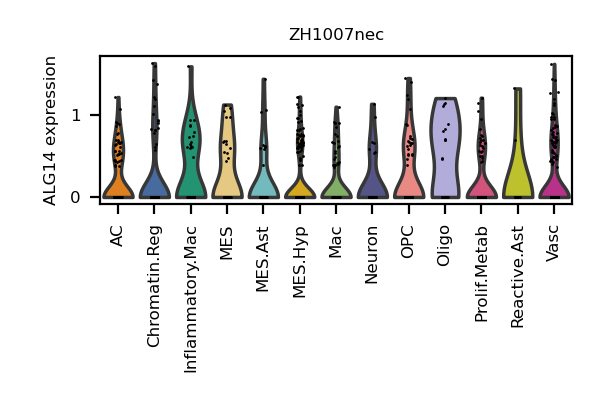 ZH1007nec
ALG14 expression
1
0
AC
Chromatin.Reg
Inflammatory.Mac
MES
MES.Ast
MES.Hyp
Mac
Neuron
OPC
Oligo
Prolif.Metab
Reactive.Ast
Vasc